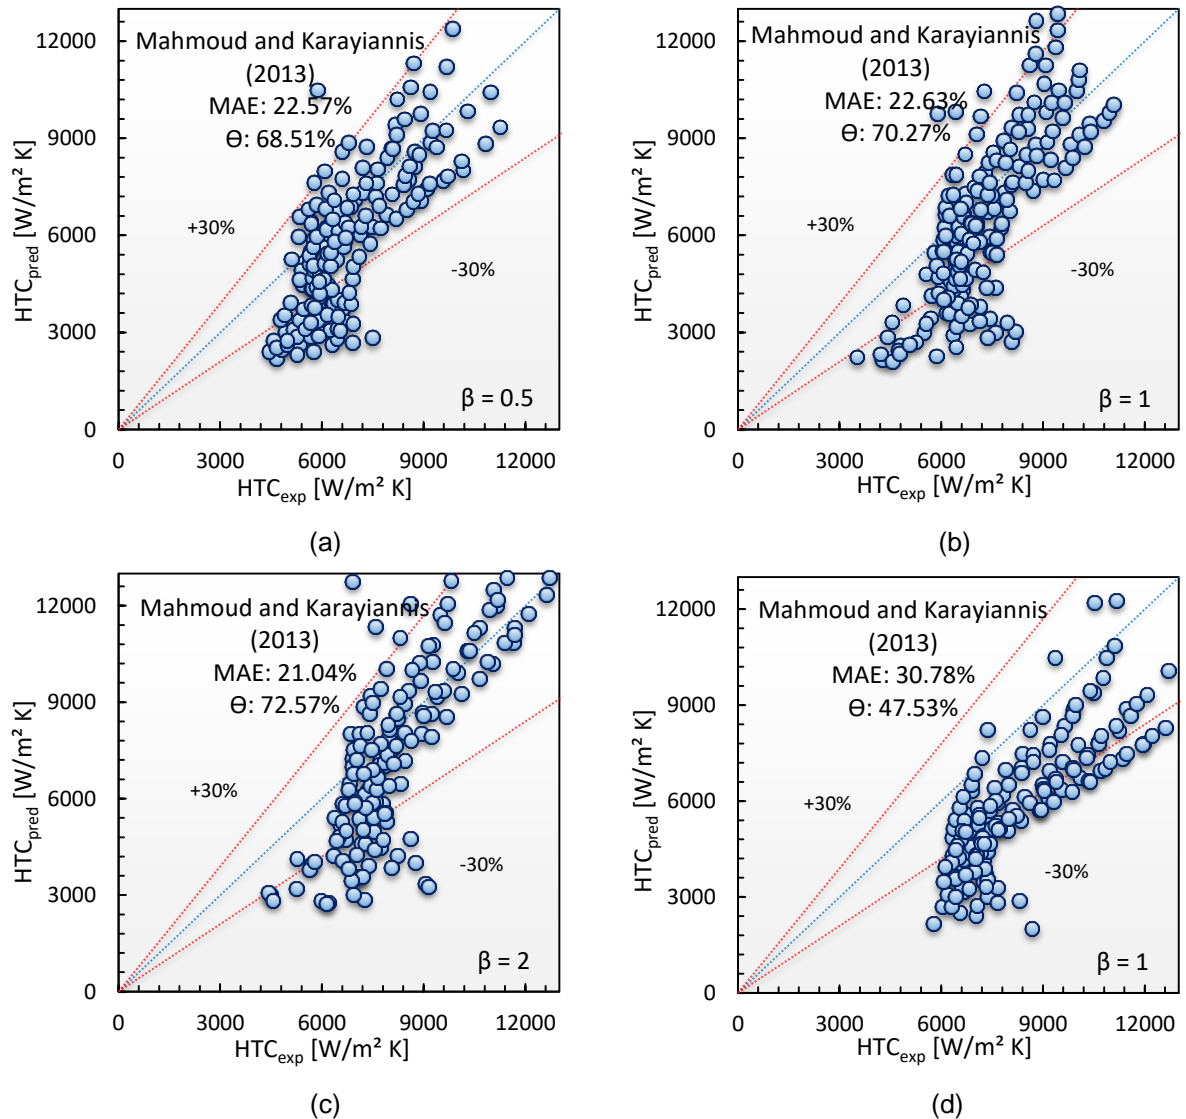 12000
9000
6000
3000
0
HTCpred [W/m² K]
Mahmoud and Karayiannis
(2013)
MAE: 22.57%
Ɵ: 68.51%
+30%
-30%
β = 0.5
0 3000 6000 9000 12000
HTCexp [W/m² K]
(a)
12000
9000
6000
3000
0
HTCpred [W/m² K]
Mahmoud and Karayiannis
(2013)
MAE: 22.63%
Ɵ: 70.27%
+30%
-30%
β = 1
0 3000 6000 9000 12000
HTCexp [W/m² K]
(b)
12000
9000
6000
3000
0
HTCpred [W/m² K]
Mahmoud and Karayiannis
(2013)
MAE: 21.04%
Ɵ: 72.57%
+30%
-30%
β = 2
0 3000 6000 9000 12000
HTCexp [W/m² K]
(c)
12000
9000
6000
3000
0
HTCpred [W/m² K]
Mahmoud and Karayiannis
(2013)
MAE: 30.78%
Ɵ: 47.53%
+30%
-30%
β = 1
0 3000 6000 9000 12000
HTCexp [W/m² K]
(d)